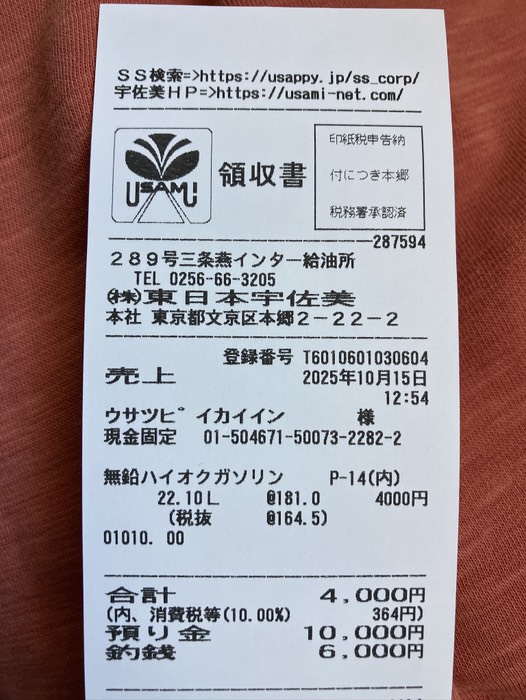 SS検索=>https://usappy.jp/ss_corp/
宇佐美HP=>https://usami-net.com/
USAMI
領収書
印紙税申告納
付につき本郷
税務署承認済
287594
289号三条燕インター給油所
TEL 0256-66-3205
㈱東日本宇佐美
本社 東京都文京区本郷2-22-2
登録番号 T6010601030604
売上 2025年10月15日
12:54
ウサツピ゜イカイイン 様
現金固定 01-504671-50073-2282-2
無鉛ハイオクガソリン P-14(内)
22.10L @181.0 4000円
(税抜 @164.5)
01010. 00
合計 4,000円
(内、消費税等(10.00%) 364円)
預り金 10,000円
釣銭 6,000円